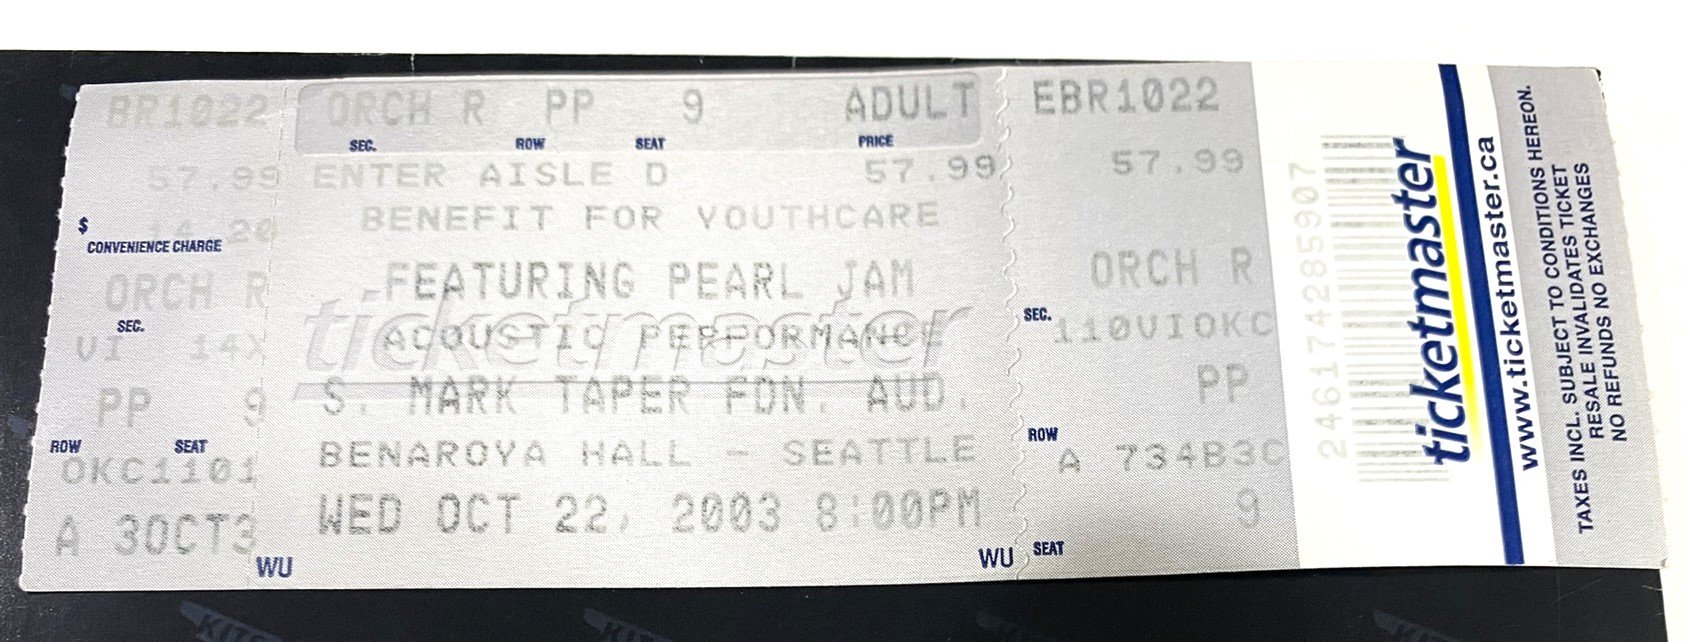 BR1022 ORCH R PP 9 ADULT EBR1022
SEC. ROW SEAT PRICE
57.99 ENTER AISLE D 57.99 57.99
$ 14.20 BENEFIT FOR YOUTHCARE
CONVENIENCE CHARGE
ORCH R -FEATURING PEARL JAM ORCH R
SEC. SEC.
VI 14X ACOUSTIC PERFORMANCE 110VIOKC
ticketmaster
PP 9 S. MARK TAPER FDN. AUD. PP
ROW SEAT ROW
OKC1101 BENAROYA HALL - SEATTLE A 734B3C
A 30CT3 WED OCT 22, 2003 8:00PM 9
WU WU SEAT
246174285907
ticketmaster
www.ticketmaster.ca
TAXES INCL. SUBJECT TO CONDITIONS HEREON.
RESALE INVALIDATES TICKET
NO REFUNDS NO EXCHANGES